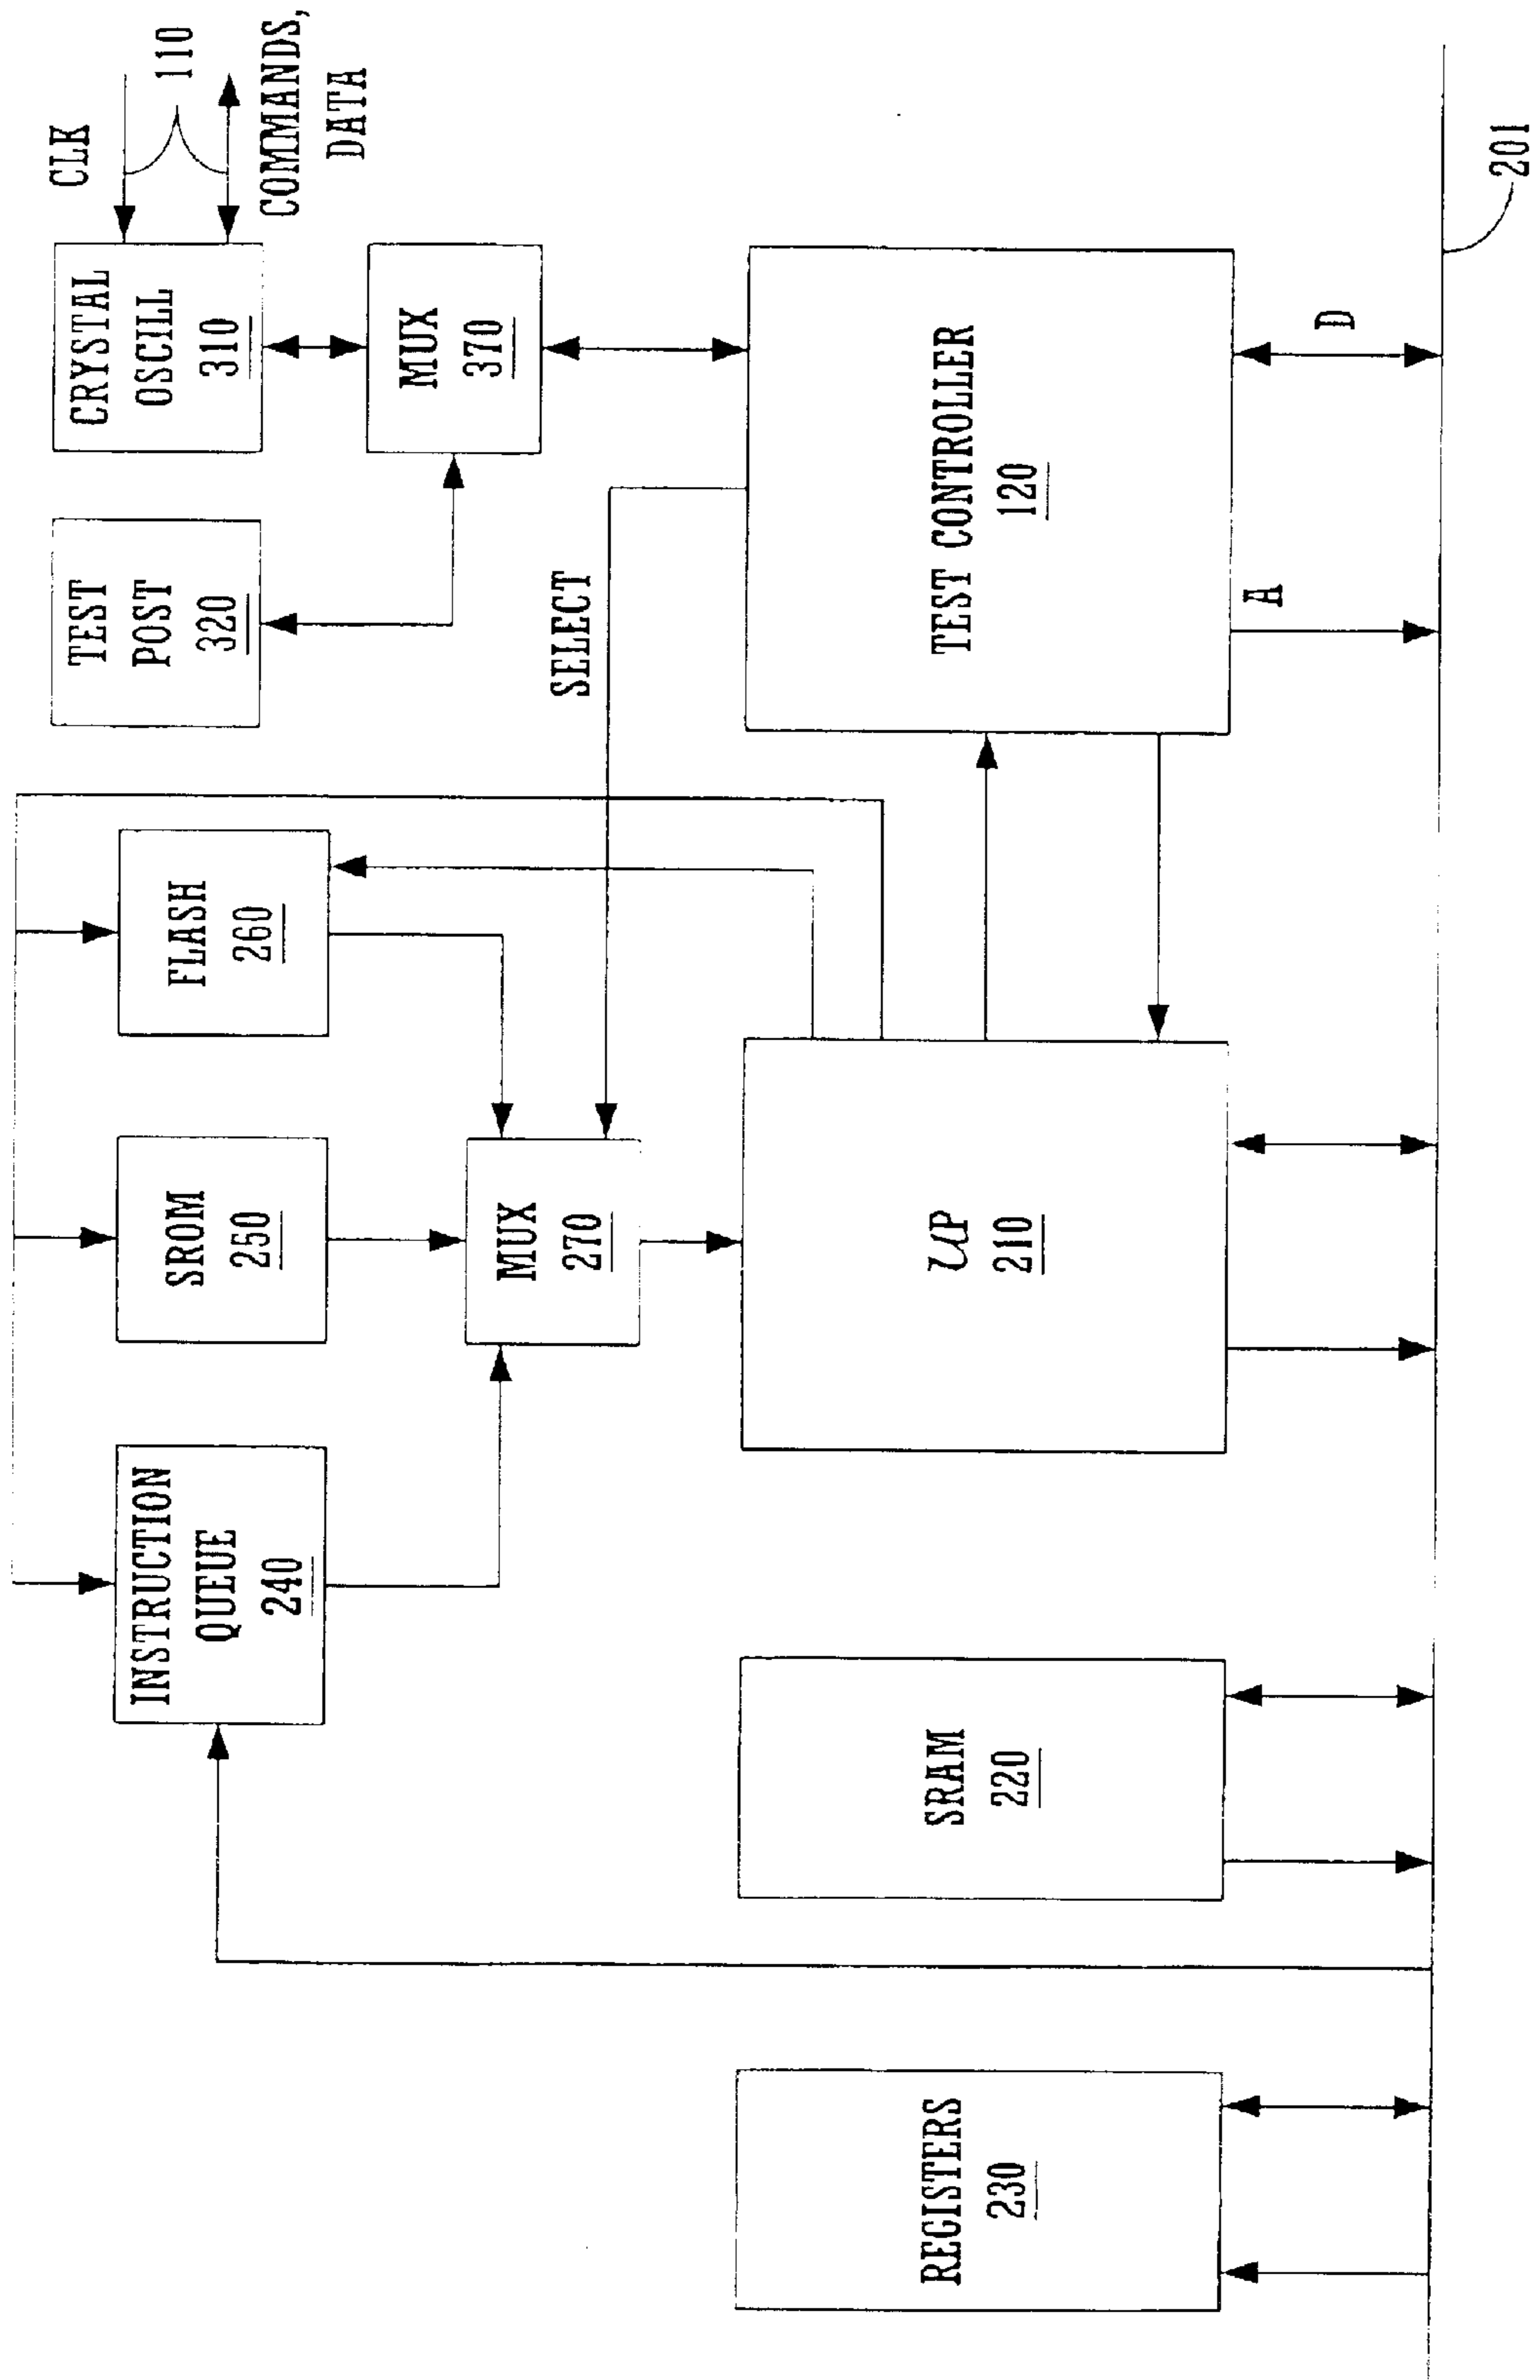 CLK
110
COMMANDS,
DATA
CRYSTAL
OSCILL
310
TEST
POST
320
MUX
370
SELECT
FLASH
260
SROM
250
INSTRUCTION
QUEUE
240
MUX
270
TEST CONTROLLER
120
A
D
UP
210
SRAM
220
REGISTERS
230
201